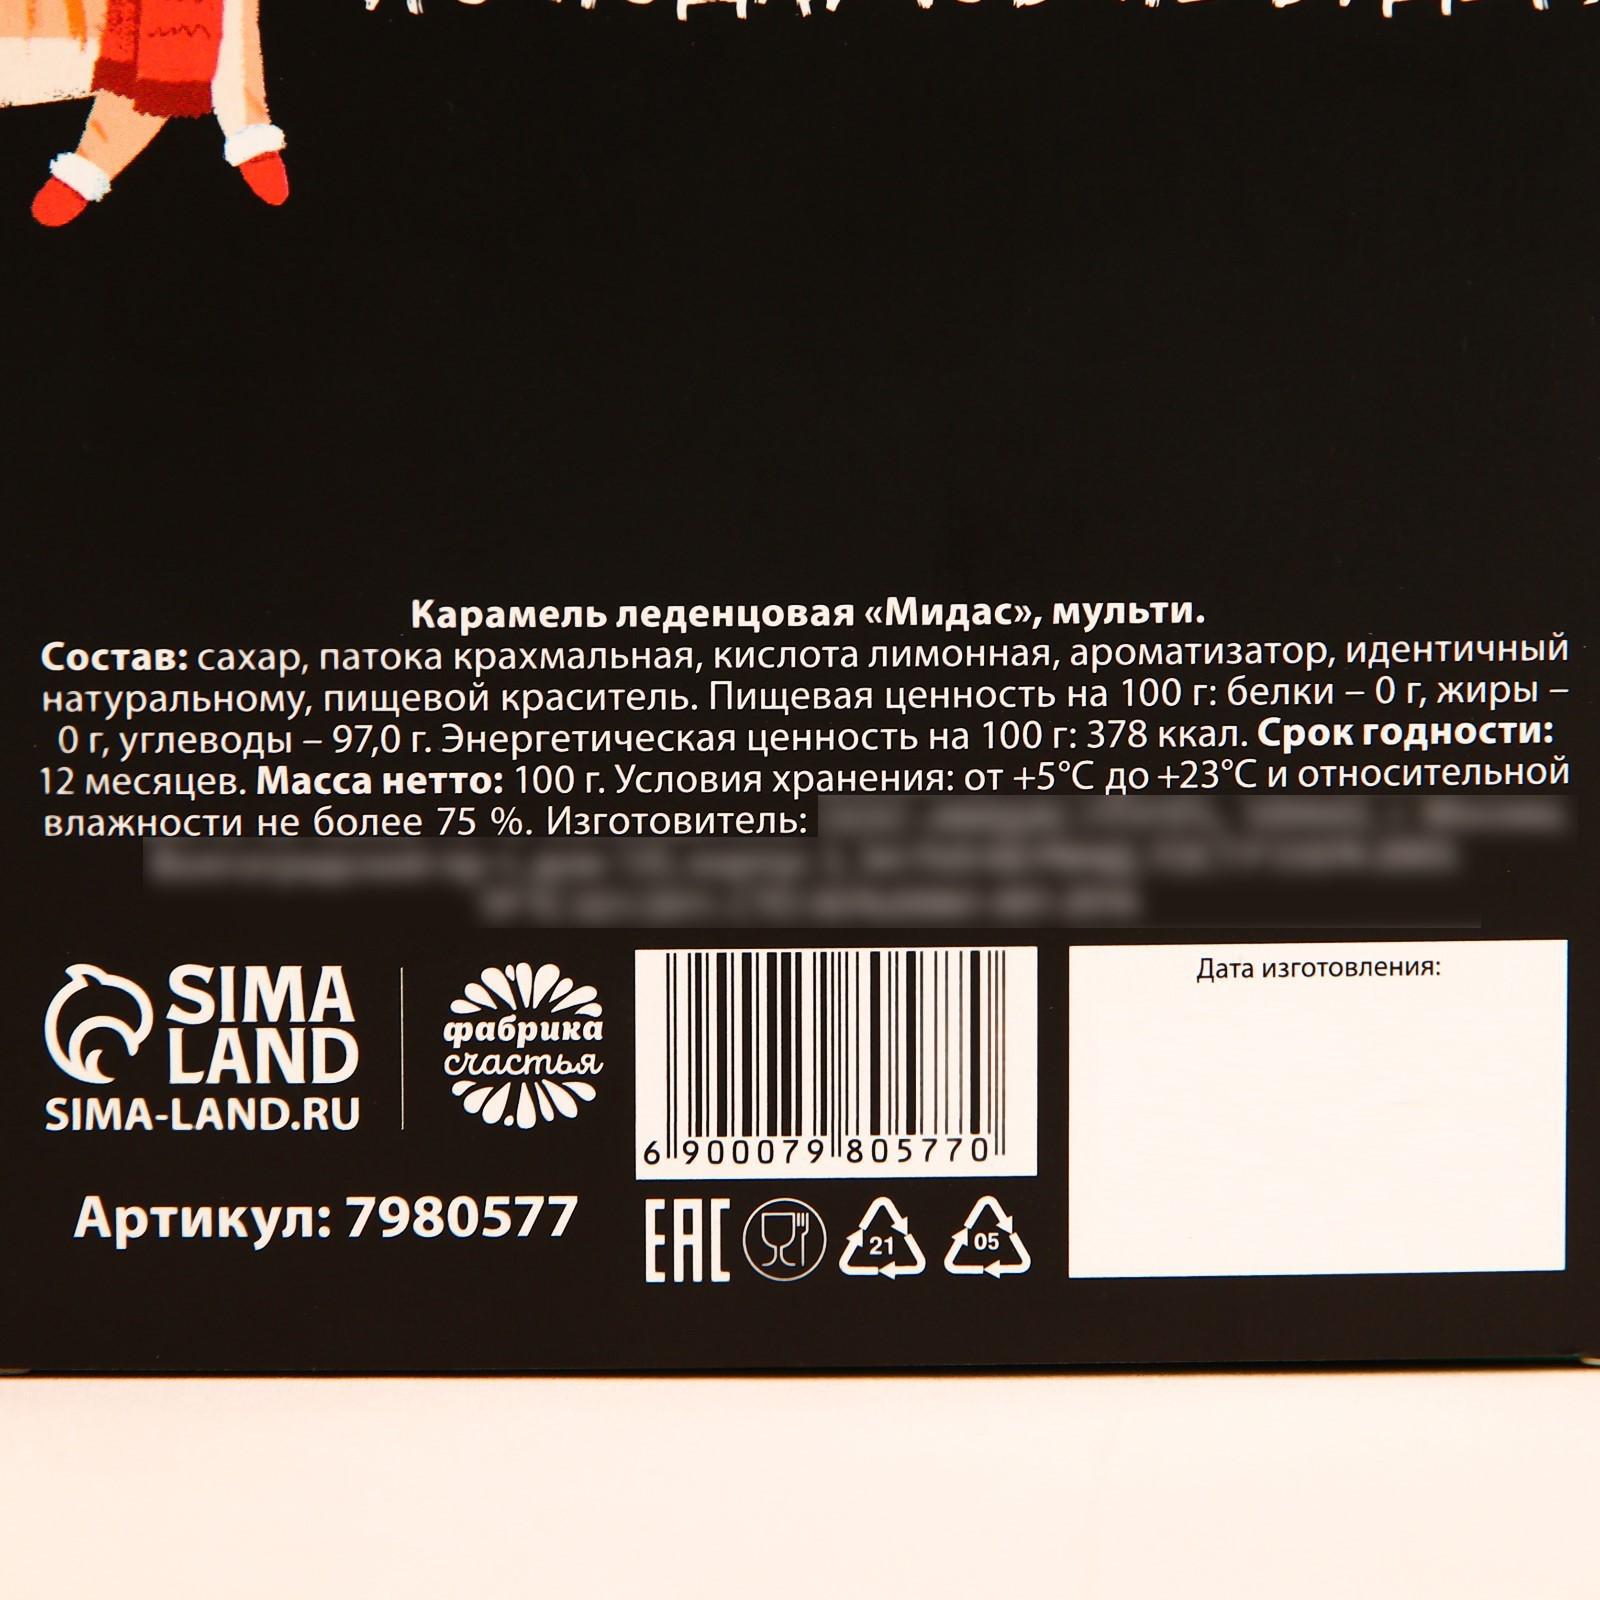 Карамель леденцовая «Мидас», мульти.
Состав: сахар, патока крахмальная, кислота лимонная, ароматизатор, идентичный
натуральному, пищевой краситель. Пищевая ценность на 100 г: белки – 0 г, жиры –
0 г, углеводы – 97,0 г. Энергетическая ценность на 100 г: 378 ккал. Срок годности:
12 месяцев. Масса нетто: 100 г. Условия хранения: от +5°С до +23°С и относительной
влажности не более 75 %. Изготовитель:
SIMA
LAND
SIMA-LAND.RU
фабрика
счастья
6 900079 805770
Дата изготовления:
Артикул: 7980577
EAC
21
05